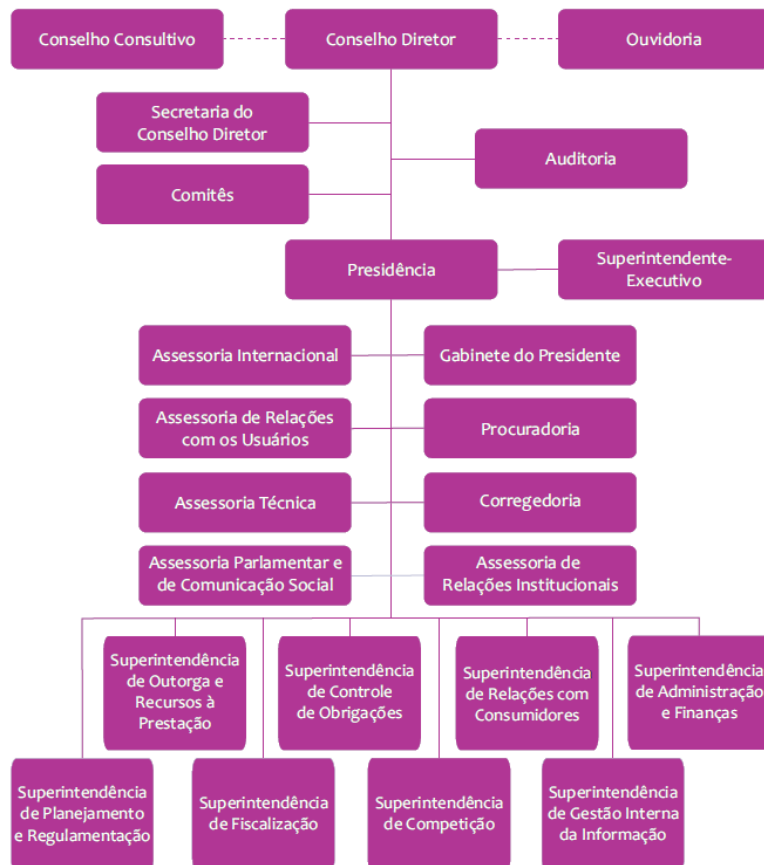 Conselho Consultivo
Conselho Diretor
Ouvidoria
Secretaria do
Conselho Diretor
Auditoria
Comitês
Presidência
Superintendente-
Executivo
Assessoria Internacional
Gabinete do Presidente
Assessoria de Relações
com os Usuários
Procuradoria
Assessoria Técnica
Corregedoria
Assessoria Parlamentar e
de Comunicação Social
Assessoria de
Relações Institucionais
Superintendência
de Outorga e
Recursos à
Prestação
Superintendência
de Controle
de Obrigações
Superintendência
de Relações com
Consumidores
Superintendência
de Administração
e Finanças
Superintendência
de Planejamento
e Regulamentação
Superintendência
de Fiscalização
Superintendência
de Competição
Superintendência
de Gestão Interna
da Informação